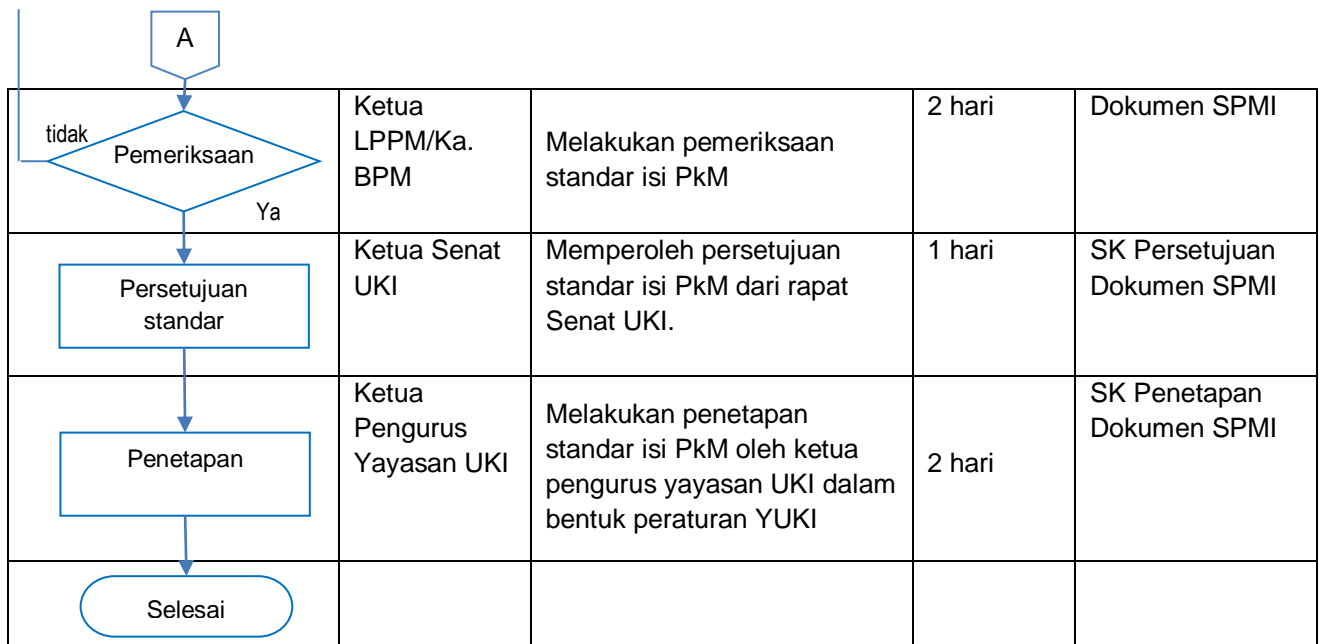 A
tidak
Pemeriksaan
Ya
Ketua
LPPM/Ka.
BPM
Melakukan pemeriksaan
standar isi PkM
2 hari
Dokumen SPMI
Persetujuan
standar
Ketua Senat
UKI
Memperoleh persetujuan
standar isi PkM dari rapat
Senat UKI.
1 hari
SK Persetujuan
Dokumen SPMI
Penetapan
Ketua
Pengurus
Yayasan UKI
Melakukan penetapan
standar isi PkM oleh ketua
pengurus yayasan UKI dalam
bentuk peraturan YUKI
2 hari
SK Penetapan
Dokumen SPMI
Selesai